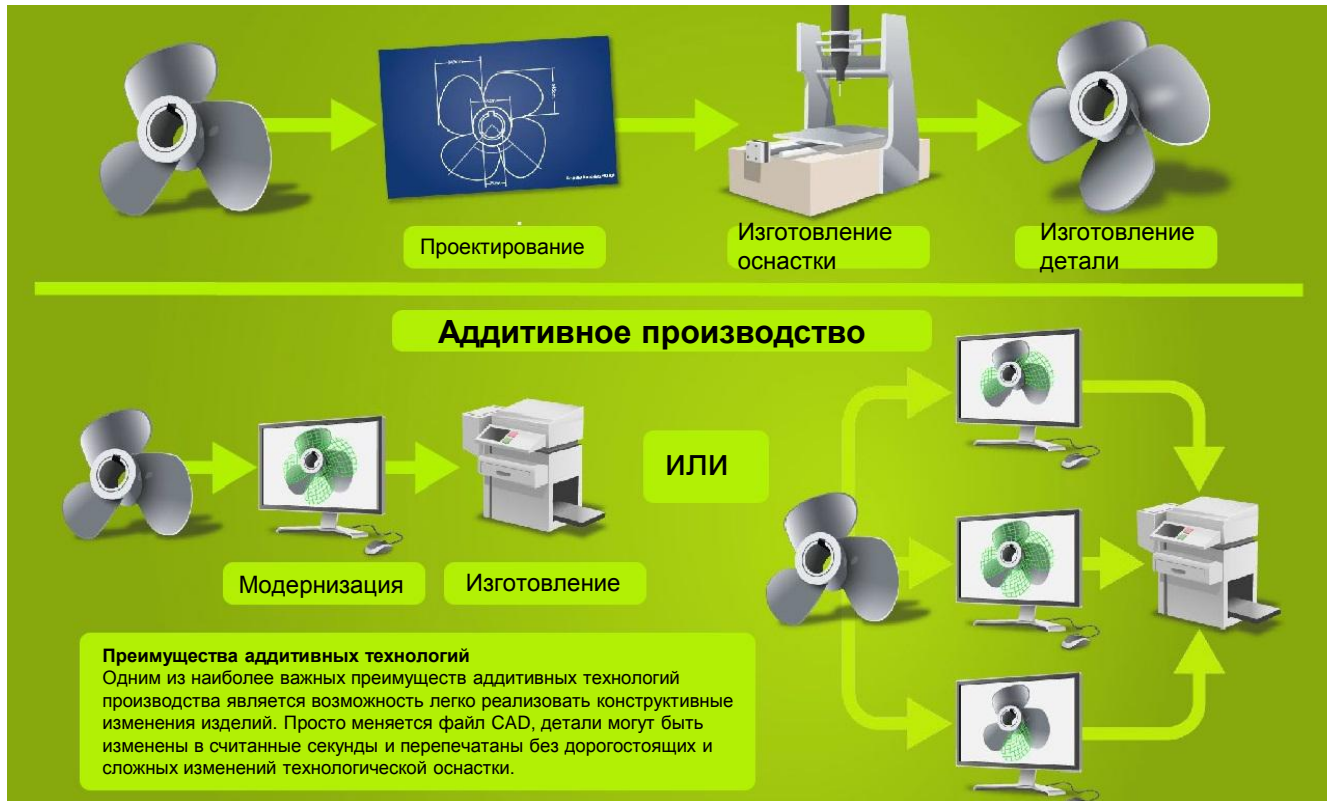 Проектирование
Изготовление
оснастки
Изготовление
детали
Аддитивное производство
или
Модернизация
Изготовление
Преимущества аддитивных технологий
Одним из наиболее важных преимуществ аддитивных технологий
производства является возможность легко реализовать конструктивные
изменения изделий. Просто меняется файл CAD, детали могут быть
изменены в считанные секунды и перепечатаны без дорогостоящих и
сложных изменений технологической оснастки.